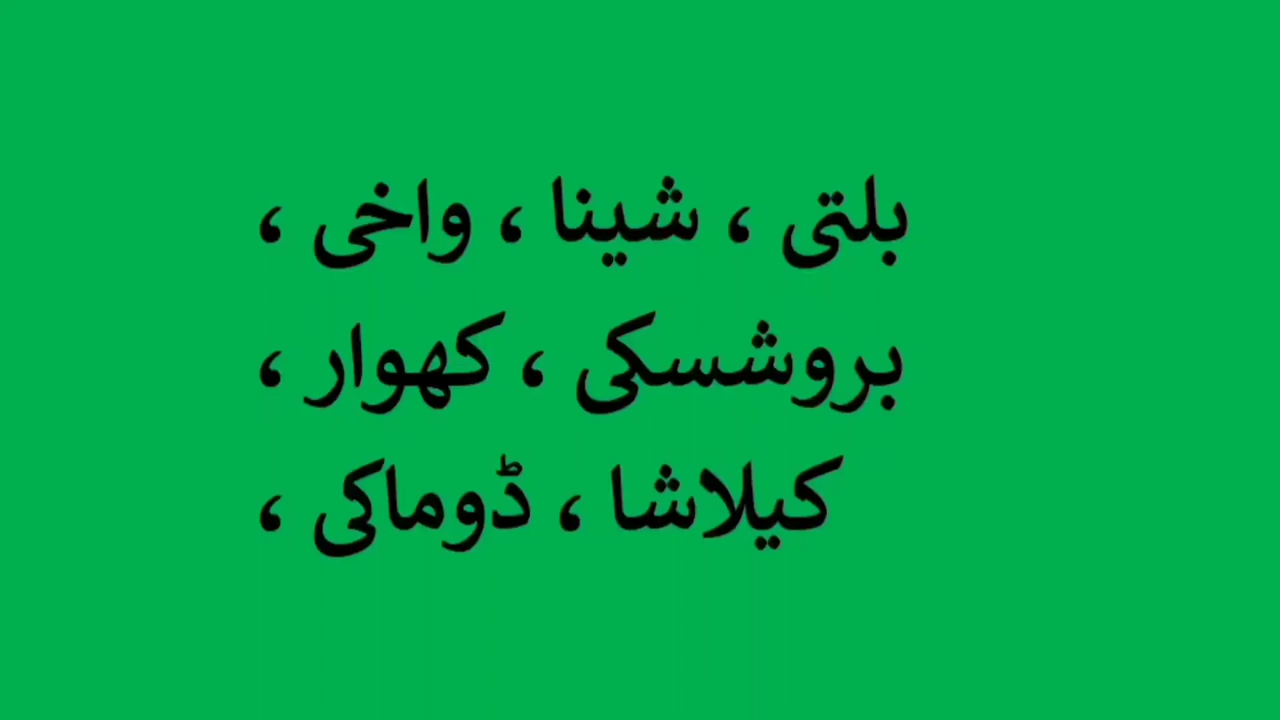 بلتی ، شینا ، واخی ،
بروشسکی ، کھوار ،
کیلاشا ، ڈوماکی ،